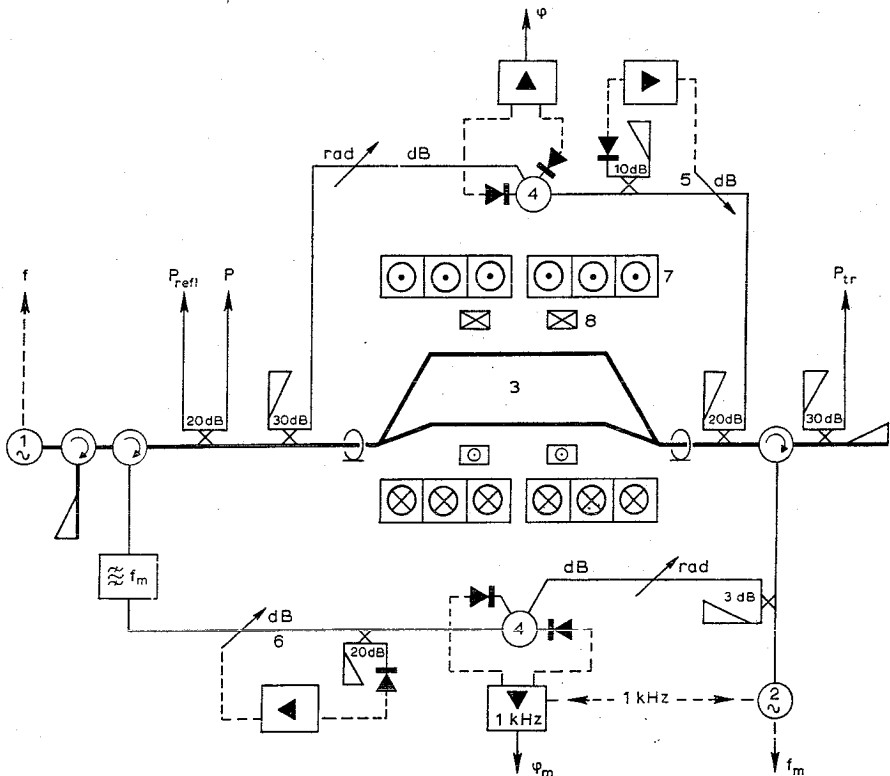 φ
rad
dB
10dB
5
dB
4
f
P_refl
P
7
P_tr
8
3
1
20dB
30dB
20dB
30dB
f_m
dB
rad
3 dB
dB
6
20dB
4
1 kHz
1 kHz
2
φ_m
f_m